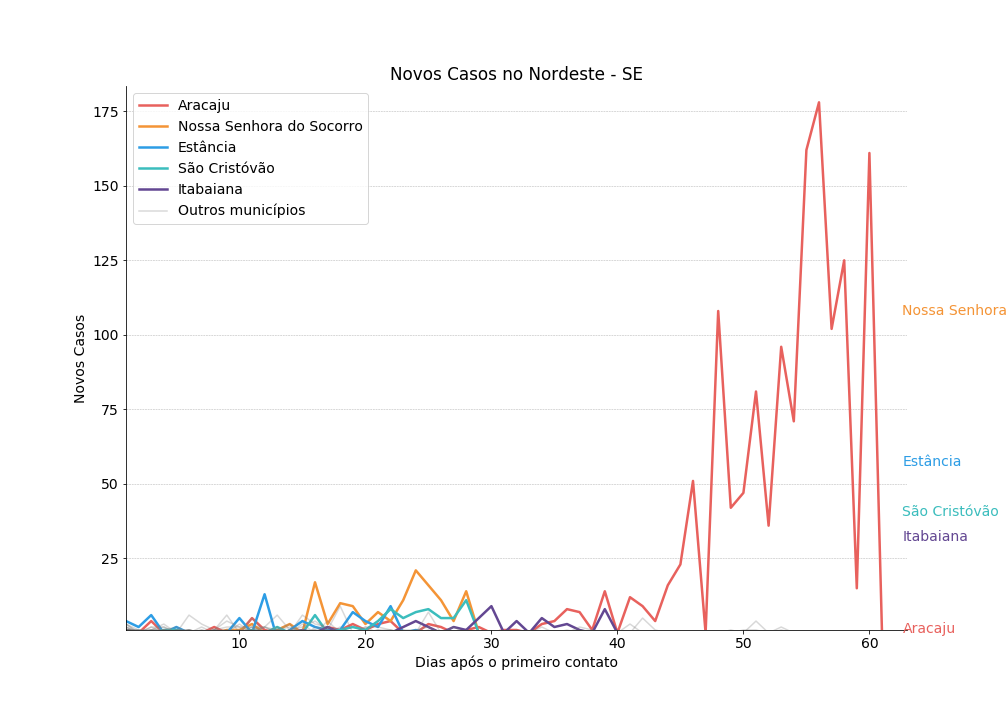 Novos Casos no Nordeste - SE
Aracaju
Nossa Senhora do Socorro
Estância
São Cristóvão
Itabaiana
Outros municípios
175
150
125
100
75
50
25
Novos Casos
10
20
30
40
50
60
Dias após o primeiro contato
Nossa Senhora
Estância
São Cristóvão
Itabaiana
Aracaju